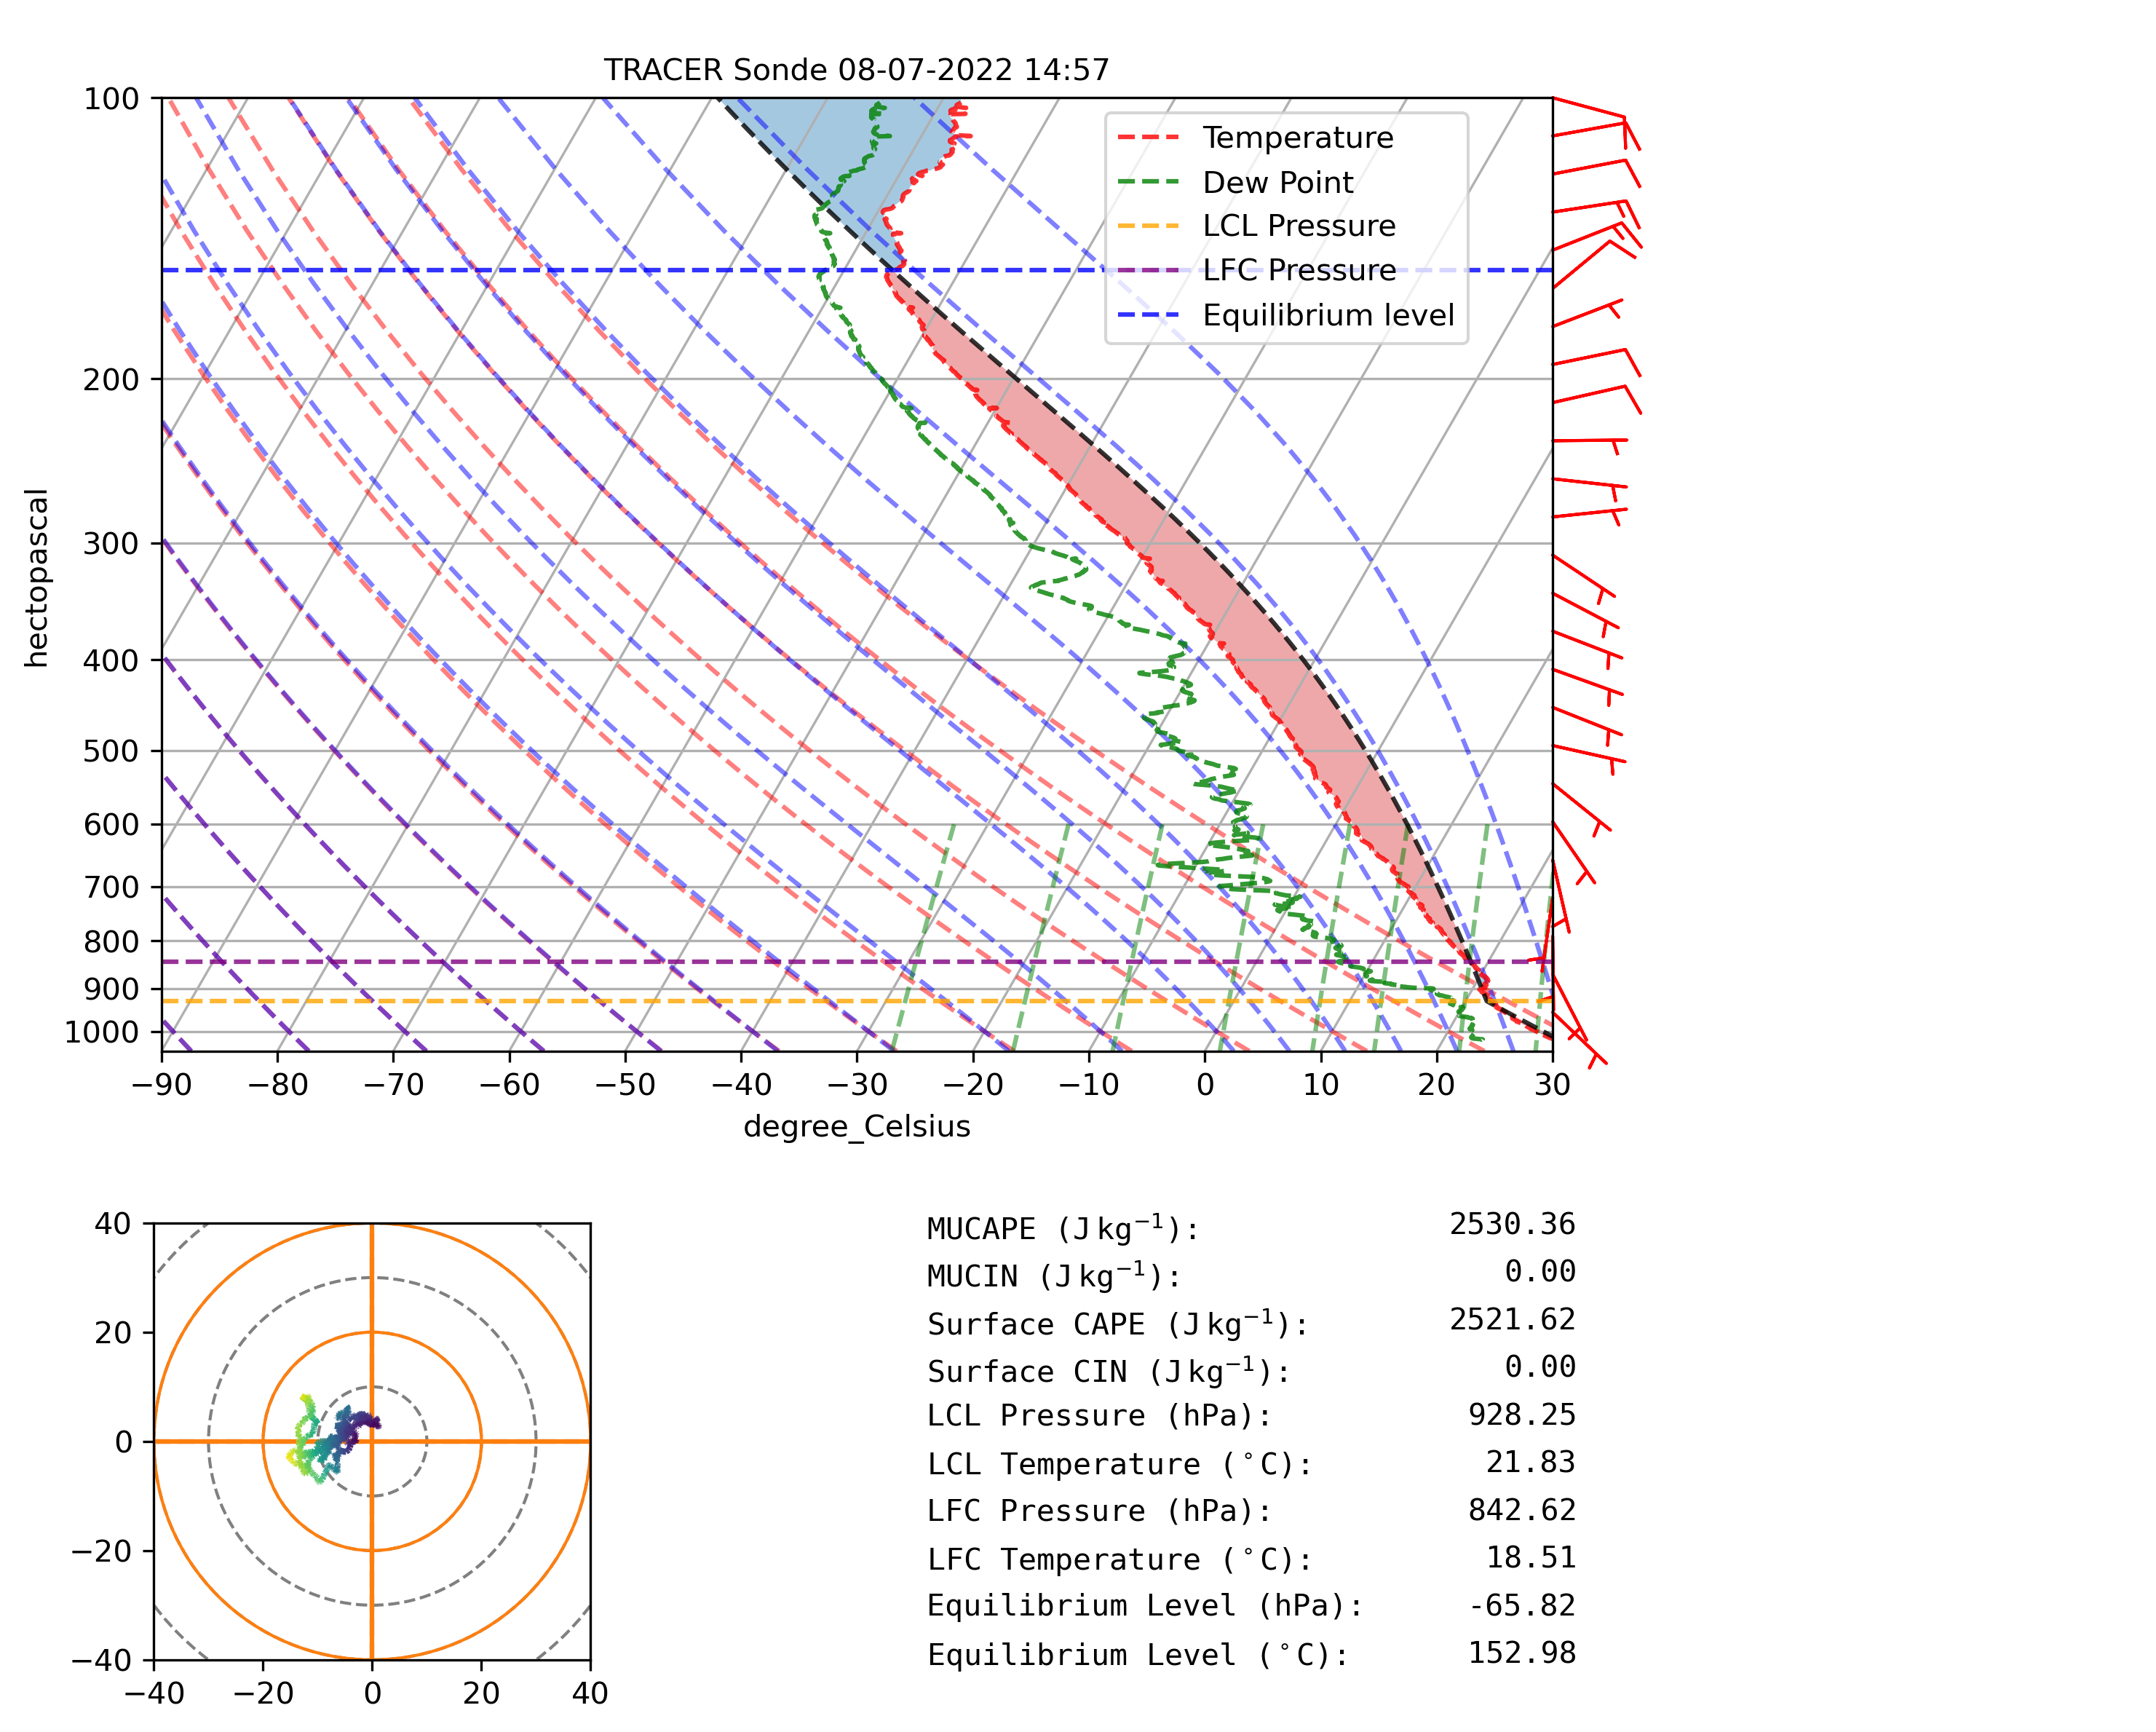 TRACER Sonde 08-07-2022 14:57
100
200
300
400
500
600
700
800
900
1000
hectopascal
Temperature
Dew Point
LCL Pressure
LFC Pressure
Equilibrium level
−90 −80 −70 −60 −50 −40 −30 −20 −10 0 10 20 30
degree_Celsius
40
20
0
−20
−40
−40 −20 0 20 40
MUCAPE (J kg⁻¹): 2530.36
MUCIN (J kg⁻¹): 0.00
Surface CAPE (J kg⁻¹): 2521.62
Surface CIN (J kg⁻¹): 0.00
LCL Pressure (hPa): 928.25
LCL Temperature (°C): 21.83
LFC Pressure (hPa): 842.62
LFC Temperature (°C): 18.51
Equilibrium Level (hPa): -65.82
Equilibrium Level (°C): 152.98